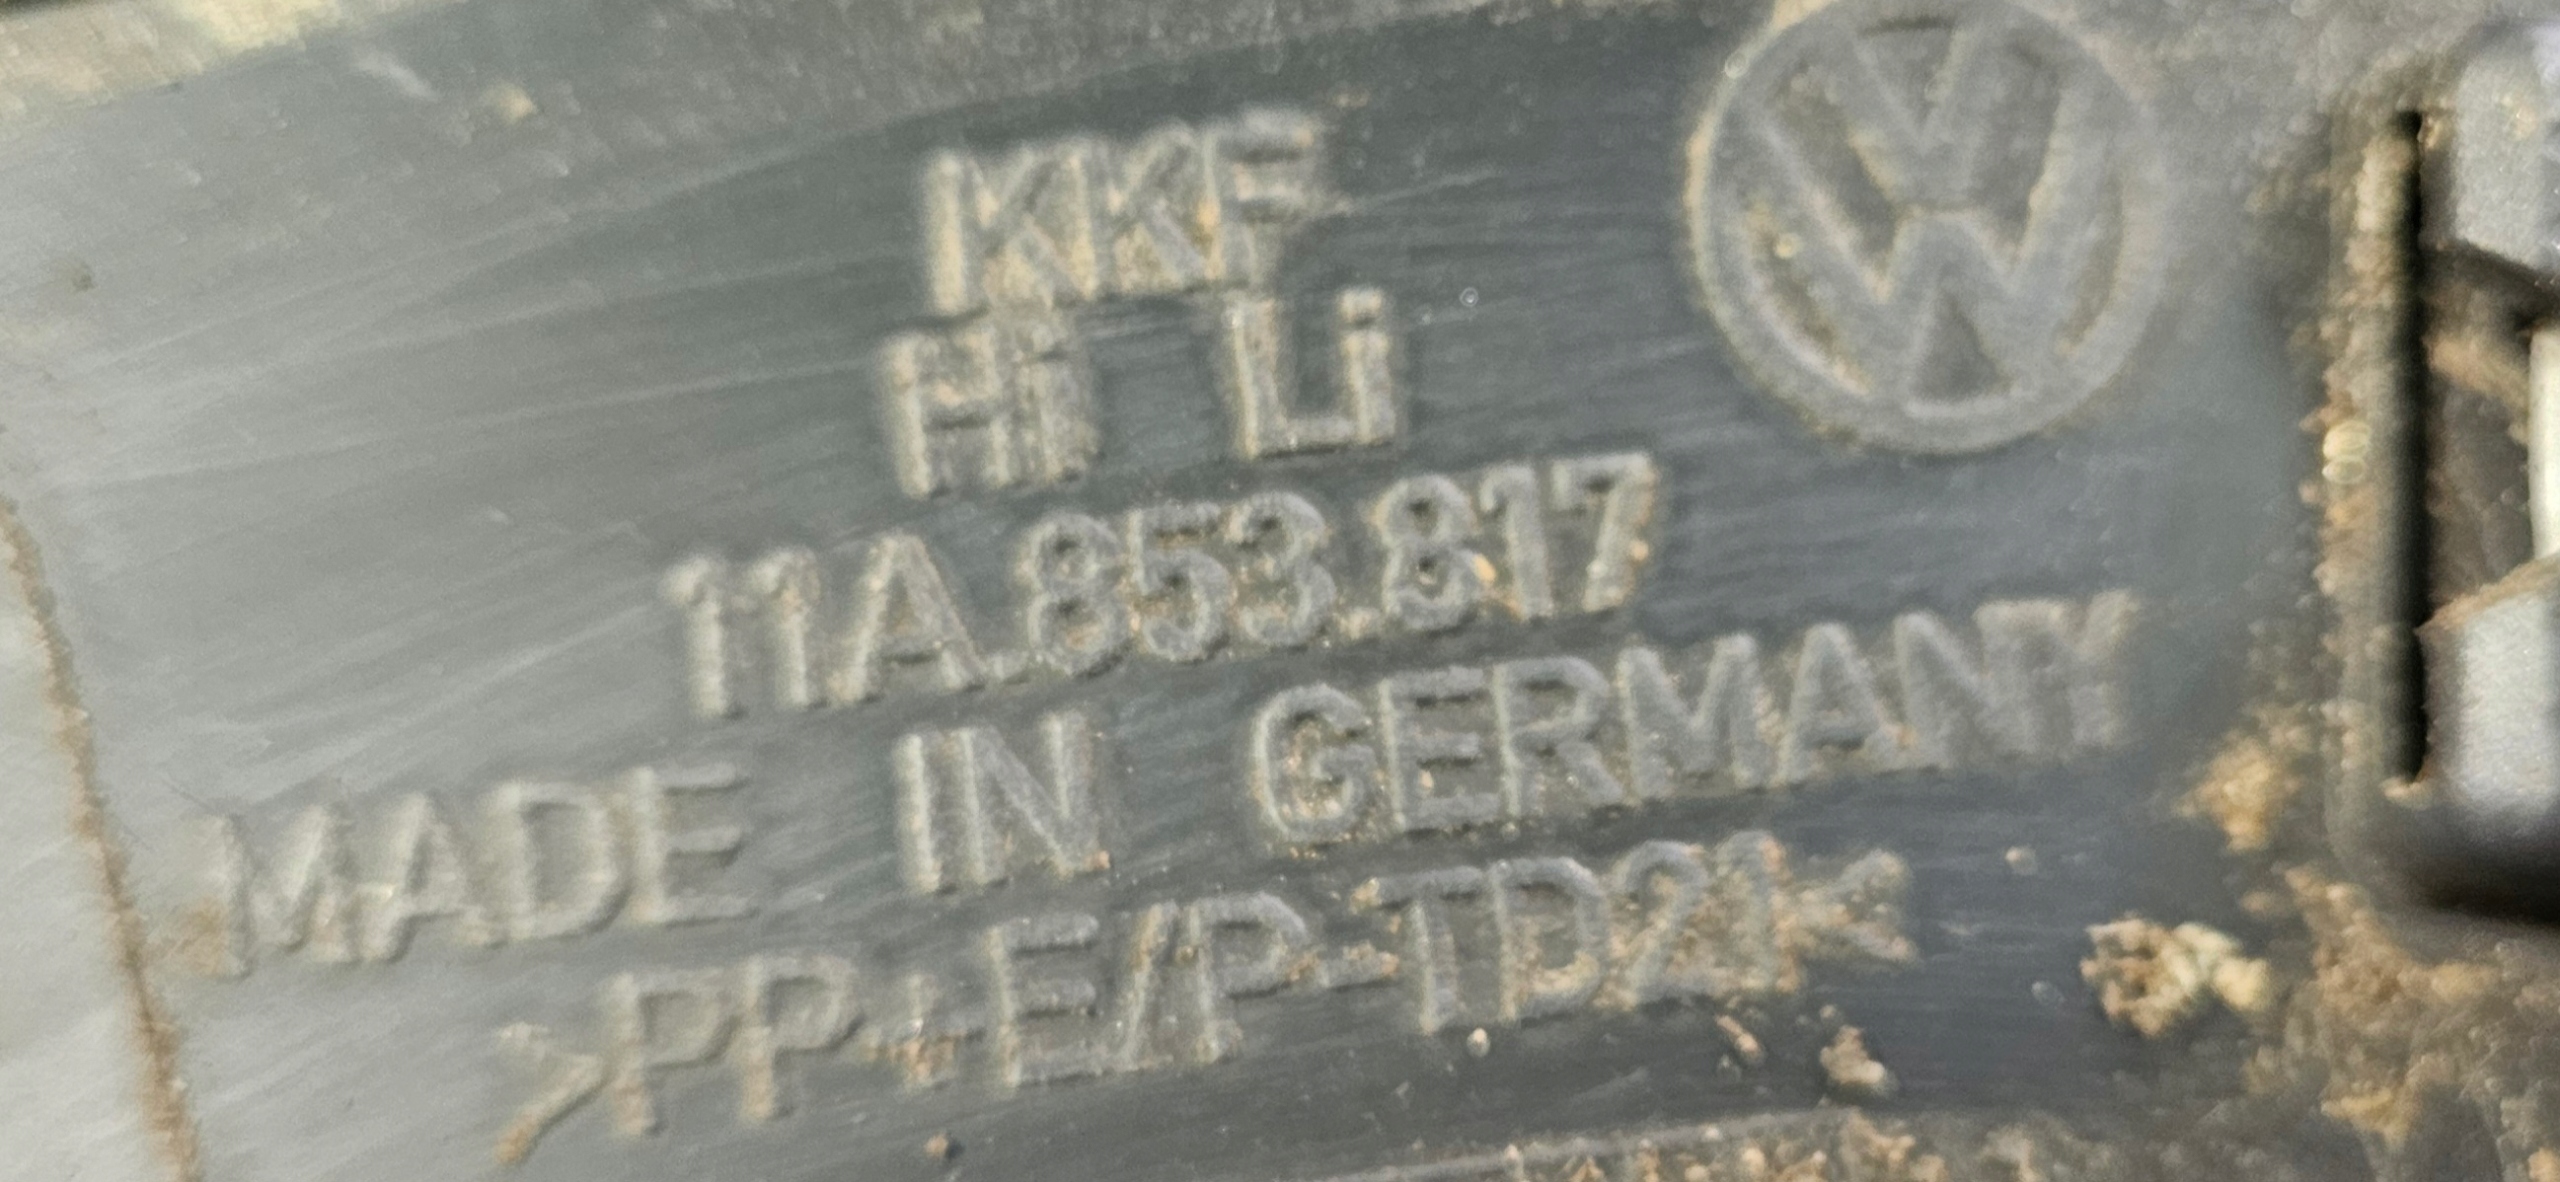 KKF
Hi Li
11A.853.817
MADE IN GERMANY
>PP+E/P-TD21<